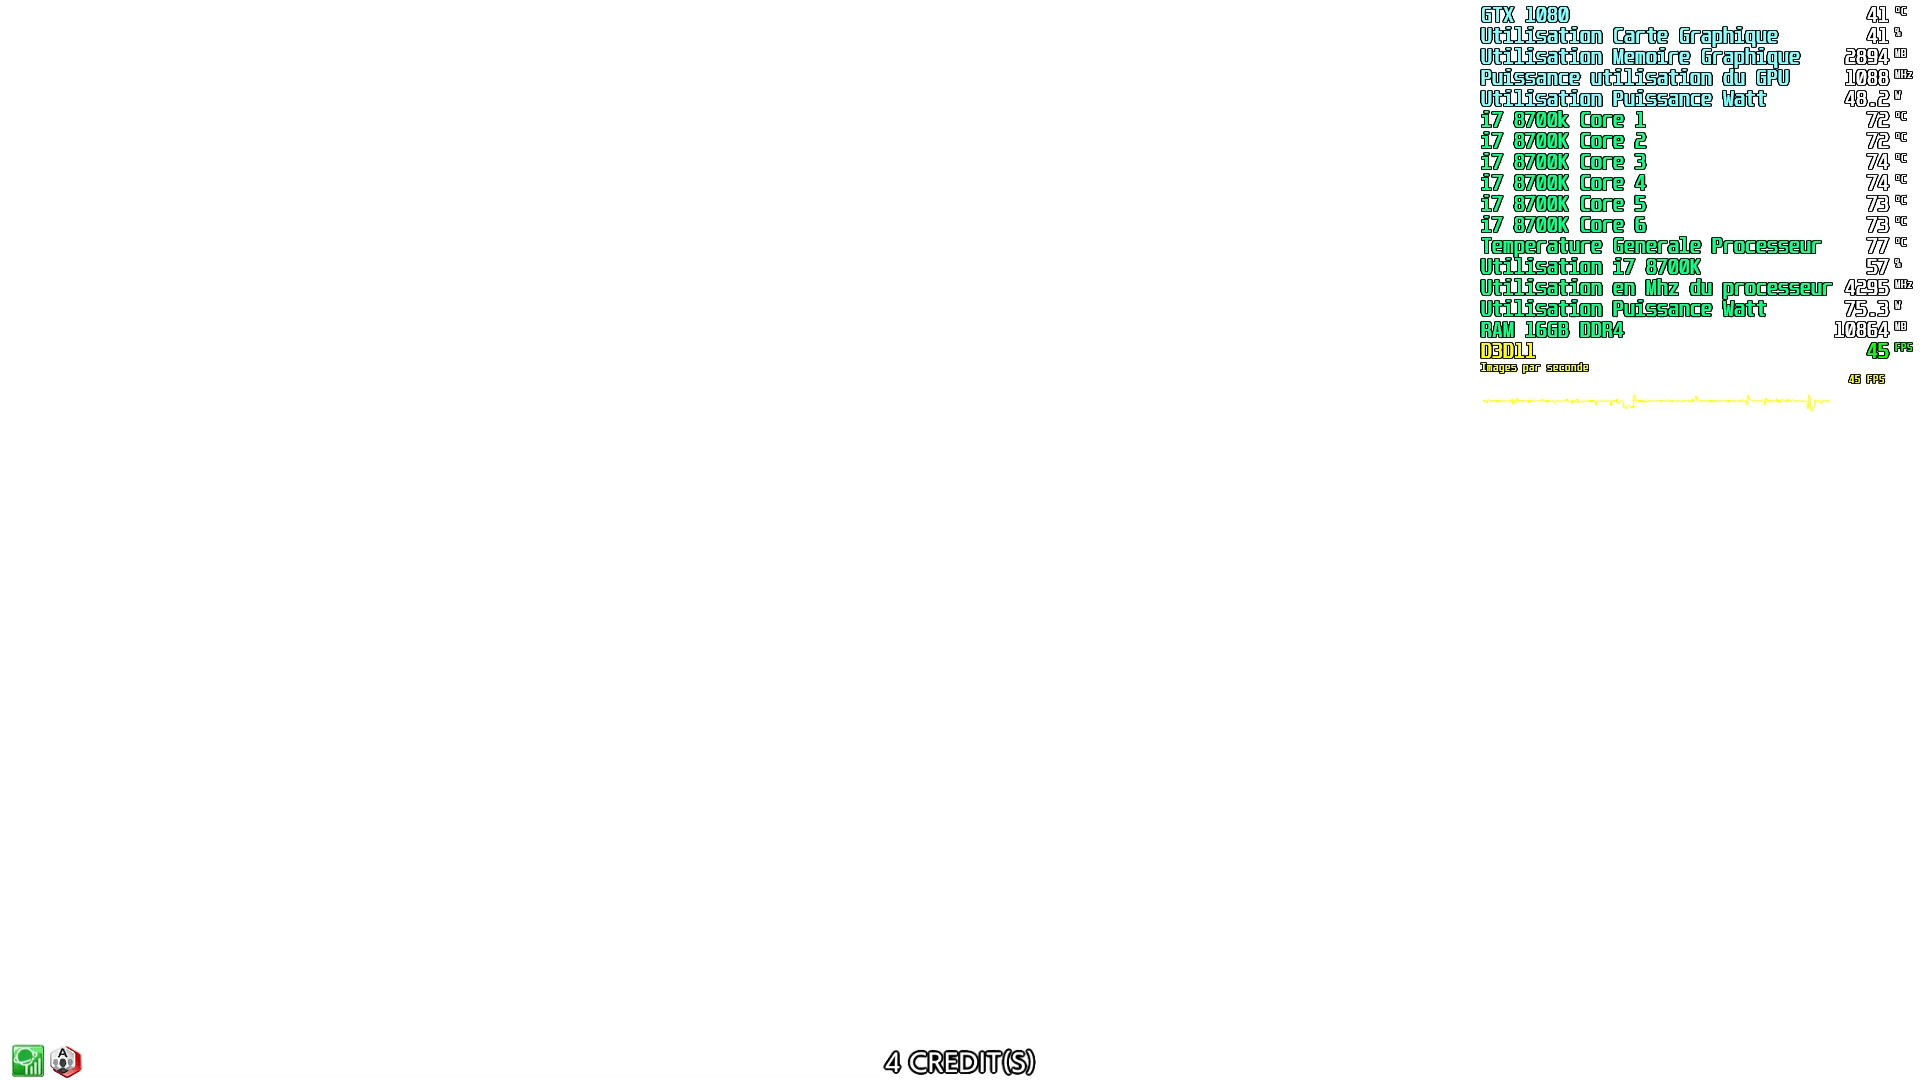 GTX 1080 41 °C
Utilisation Carte Graphique 41 %
Utilisation Memoire Graphique 2894 MB
Puissance utilisation du GPU 1088 MHz
Utilisation Puissance Watt 48.2 W
i7 8700k Core 1 72 °C
i7 8700K Core 2 72 °C
i7 8700K Core 3 74 °C
i7 8700K Core 4 74 °C
i7 8700K Core 5 73 °C
i7 8700K Core 6 73 °C
Temperature Generale Processeur 77 °C
Utilisation i7 8700K 57 %
Utilisation en Mhz du processeur 4295 MHz
Utilisation Puissance Watt 75.3 W
RAM 16GB DDR4 10864 MB
D3D11 45 FPS
Images par seconde
45 FPS
A
4 CREDIT(S)